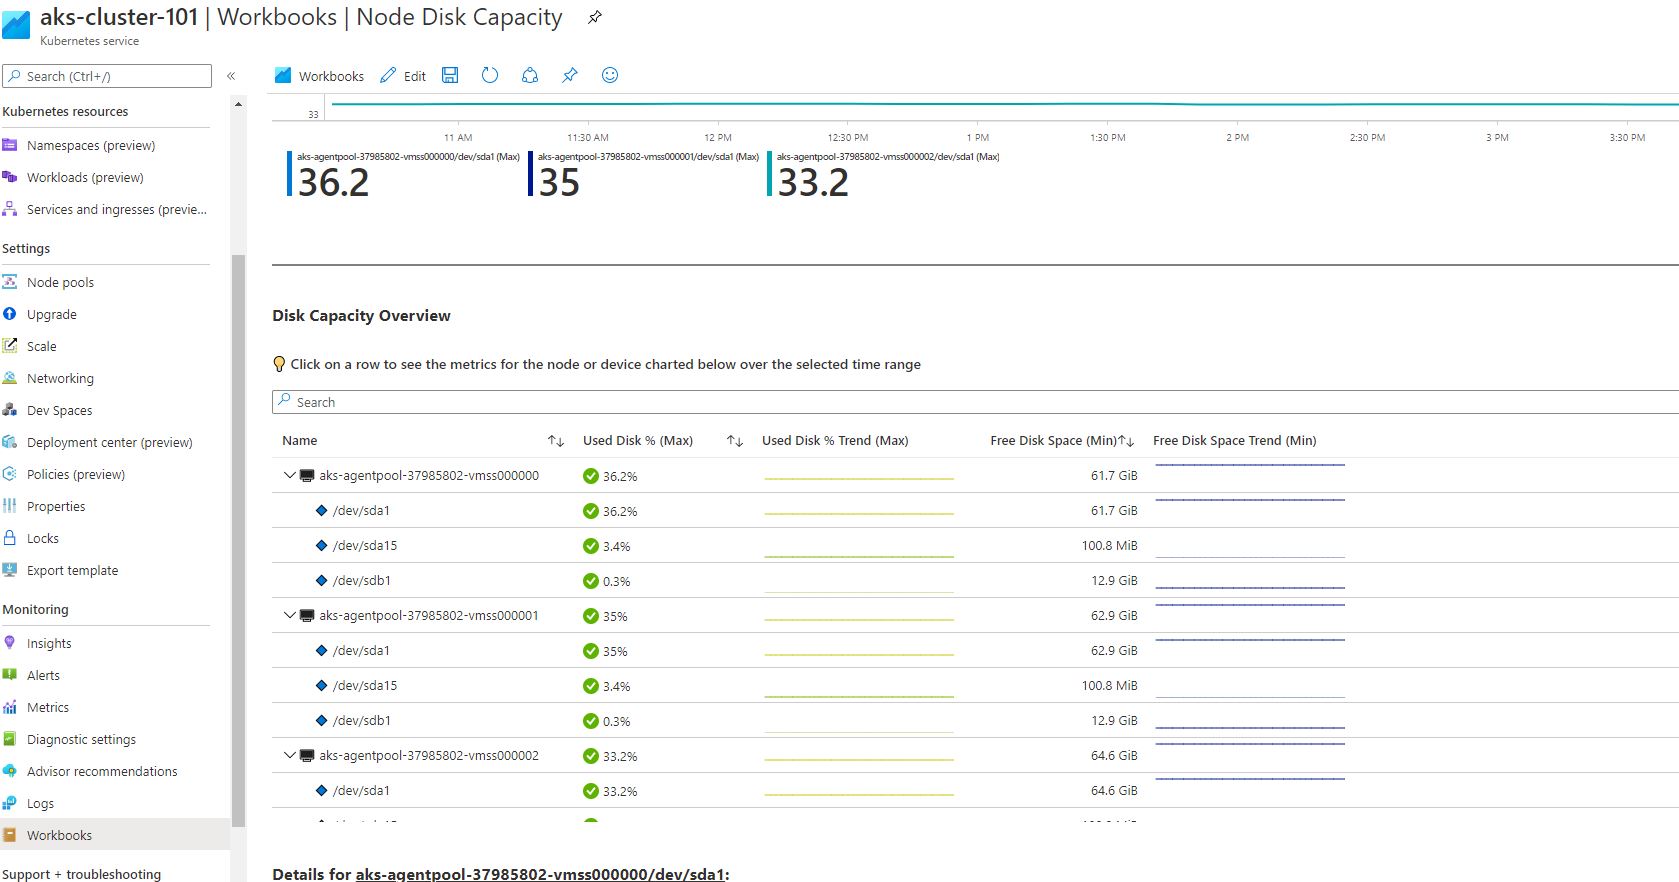 aks-cluster-101 | Workbooks | Node Disk Capacity
Kubernetes service
Search (Ctrl+/)
«
Kubernetes resources
Namespaces (preview)
Workloads (preview)
Services and ingresses (previe...
Settings
Node pools
Upgrade
Scale
Networking
Dev Spaces
Deployment center (preview)
Policies (preview)
Properties
Locks
Export template
Monitoring
Insights
Alerts
Metrics
Diagnostic settings
Advisor recommendations
Logs
Workbooks
Support + troubleshooting
Workbooks Edit
33
11 AM 11:30 AM 12 PM 12:30 PM 1 PM 1:30 PM 2 PM 2:30 PM 3 PM 3:30 PM
aks-agentpool-37985802-vmss000000/dev/sda1 (Max) aks-agentpool-37985802-vmss000001/dev/sda1 (Max) aks-agentpool-37985802-vmss000002/dev/sda1 (Max)
36.2 35 33.2
Disk Capacity Overview
Click on a row to see the metrics for the node or device charted below over the selected time range
Search
Name ↑↓ Used Disk % (Max) ↑↓ Used Disk % Trend (Max) Free Disk Space (Min)↑↓ Free Disk Space Trend (Min)
aks-agentpool-37985802-vmss000000 36.2% 61.7 GiB
/dev/sda1 36.2% 61.7 GiB
/dev/sda15 3.4% 100.8 MiB
/dev/sdb1 0.3% 12.9 GiB
aks-agentpool-37985802-vmss000001 35% 62.9 GiB
/dev/sda1 35% 62.9 GiB
/dev/sda15 3.4% 100.8 MiB
/dev/sdb1 0.3% 12.9 GiB
aks-agentpool-37985802-vmss000002 33.2% 64.6 GiB
/dev/sda1 33.2% 64.6 GiB
Details for aks-agentpool-37985802-vmss000000/dev/sda1: